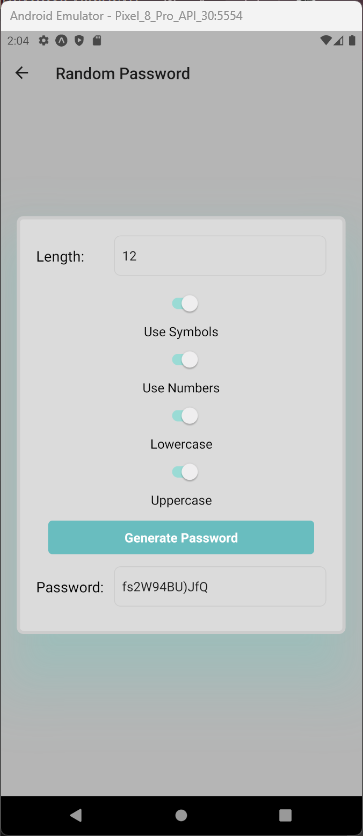 Android Emulator - Pixel_8_Pro_API_30:5554
2:04
Random Password
Length: 12
Use Symbols
Use Numbers
Lowercase
Uppercase
Generate Password
Password: fs2W94BU)JfQ